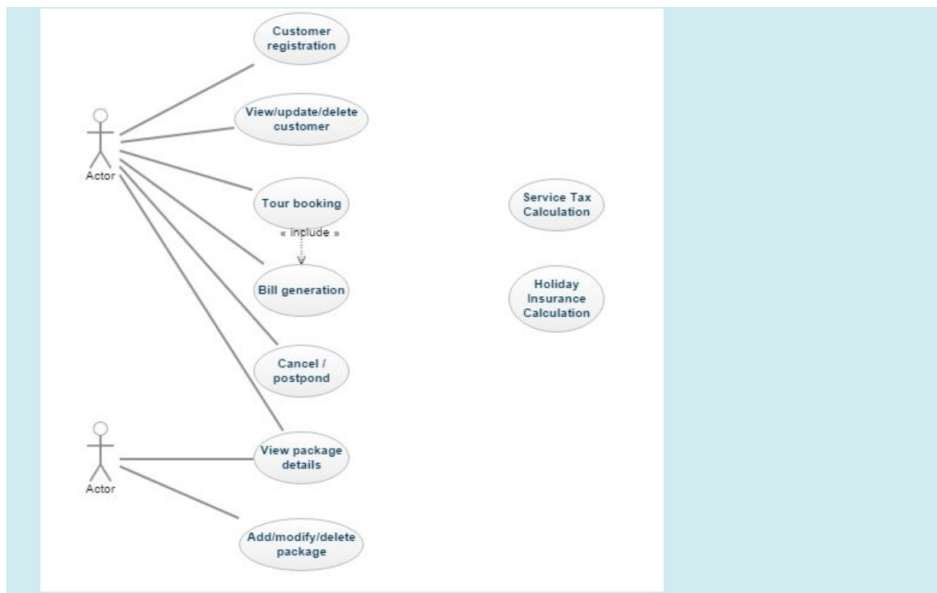 Customer
registration
View/update/delete
customer
Actor
Tour booking
« include »
Service Tax
Calculation
Bill generation
Holiday
Insurance
Calculation
Cancel /
postpond
View package
details
Actor
Add/modify/delete
package